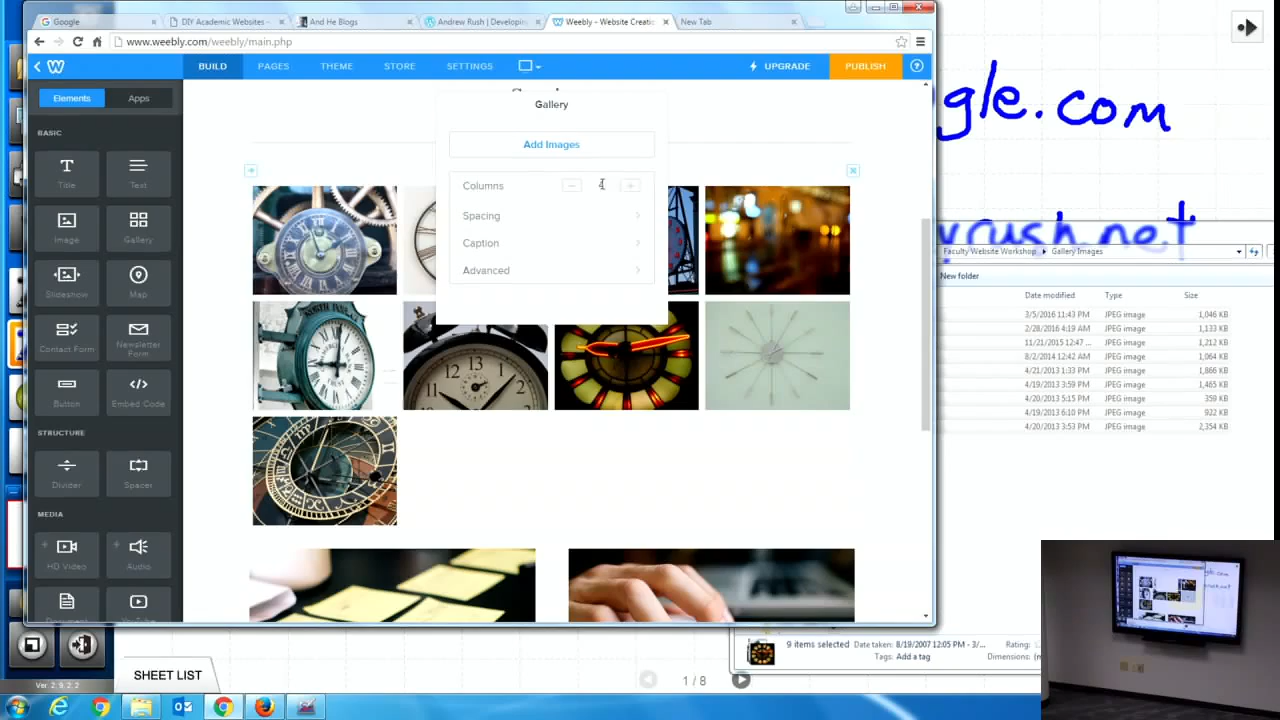 Google
DIY Academic Websites -
And He Blogs
Andrew Rush | Developin
Weebly - Website Creatio
New Tab
www.weebly.com/weebly/main.php
BUILD
PAGES
THEME
STORE
SETTINGS
UPGRADE
PUBLISH
Elements
Apps
BASIC
Title
Text
Image
Gallery
Slideshow
Map
Contact Form
Newsletter
Form
Button
Embed Code
STRUCTURE
Divider
Spacer
MEDIA
HD Video
Audio
Gallery
Add Images
Columns
4
Spacing
Caption
Advanced
gle.com
yrush.net
Faculty Website Workshop
Gallery Images
New folder
Date modified Type Size
3/5/2016 11:43 PM JPEG image 1,046 KB
2/28/2016 4:19 AM JPEG image 1,133 KB
11/21/2015 12:47 ... JPEG image 1,212 KB
8/2/2014 12:42 AM JPEG image 1,064 KB
4/21/2013 1:33 PM JPEG image 1,866 KB
4/19/2013 3:59 PM JPEG image 1,465 KB
4/20/2013 5:15 PM JPEG image 359 KB
4/19/2013 6:10 PM JPEG image 922 KB
4/20/2013 3:53 PM JPEG image 2,354 KB
9 items selected Date taken: 8/19/2007 12:05 PM - 3/... Rating:
Tags: Add a tag Dimensions:
Ver. 2. 9. 2. 2
SHEET LIST
1 / 8